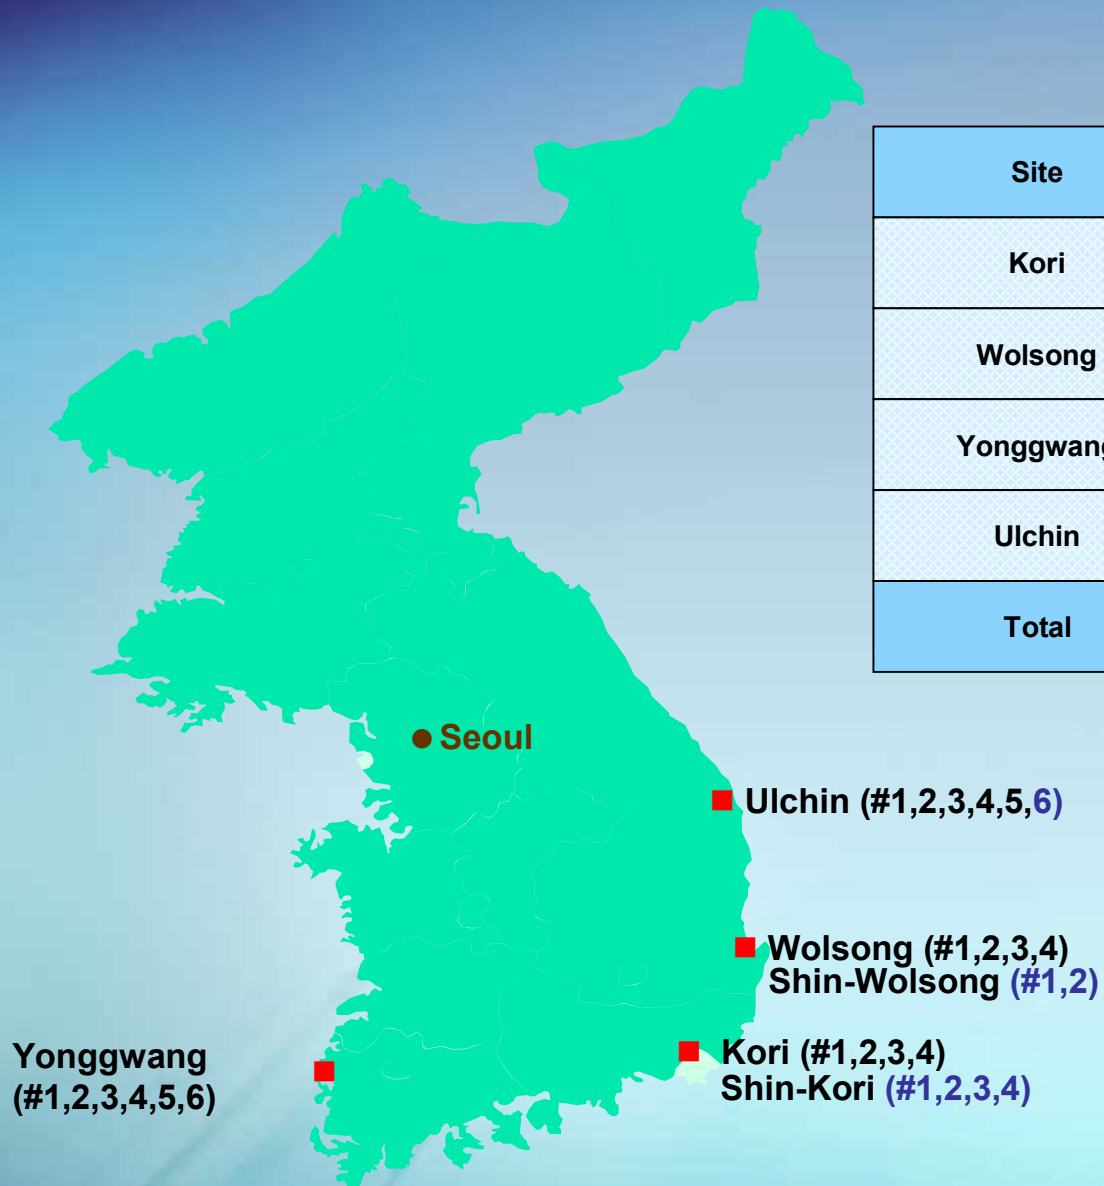 Site
Kori
Wolsong
Yonggwang
Ulchin
Total
Seoul
Ulchin (#1,2,3,4,5,6)
Wolsong (#1,2,3,4)
Shin-Wolsong (#1,2)
Kori (#1,2,3,4)
Shin-Kori (#1,2,3,4)
Yonggwang
(#1,2,3,4,5,6)